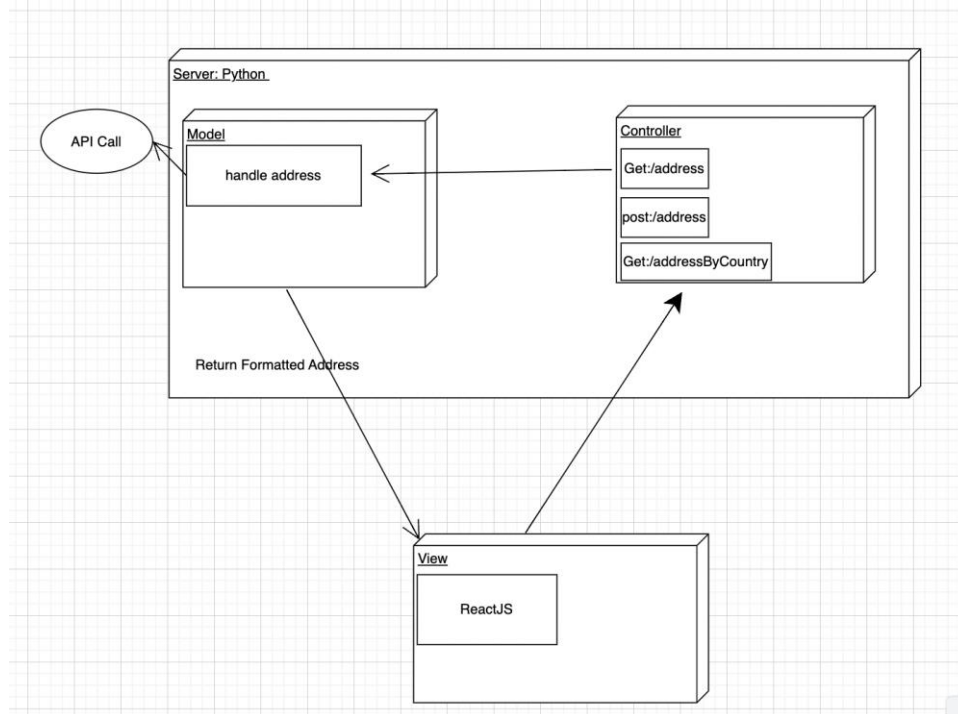 Server: Python
API Call
Model
handle address
Controller
Get:/address
post:/address
Get:/addressByCountry
Return Formatted Address
View
ReactJS